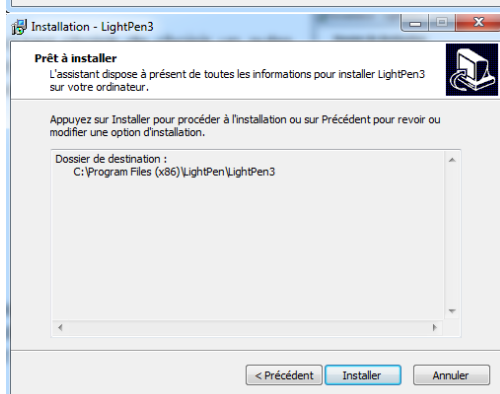 Installation - LightPen3
Prêt à installer
L'assistant dispose à présent de toutes les informations pour installer LightPen3
sur votre ordinateur.
Appuyez sur Installer pour procéder à l'installation ou sur Précédent pour revoir ou
modifier une option d'installation.
Dossier de destination :
C:\Program Files (x86)\LightPen\LightPen3
< Précédent
Installer
Annuler